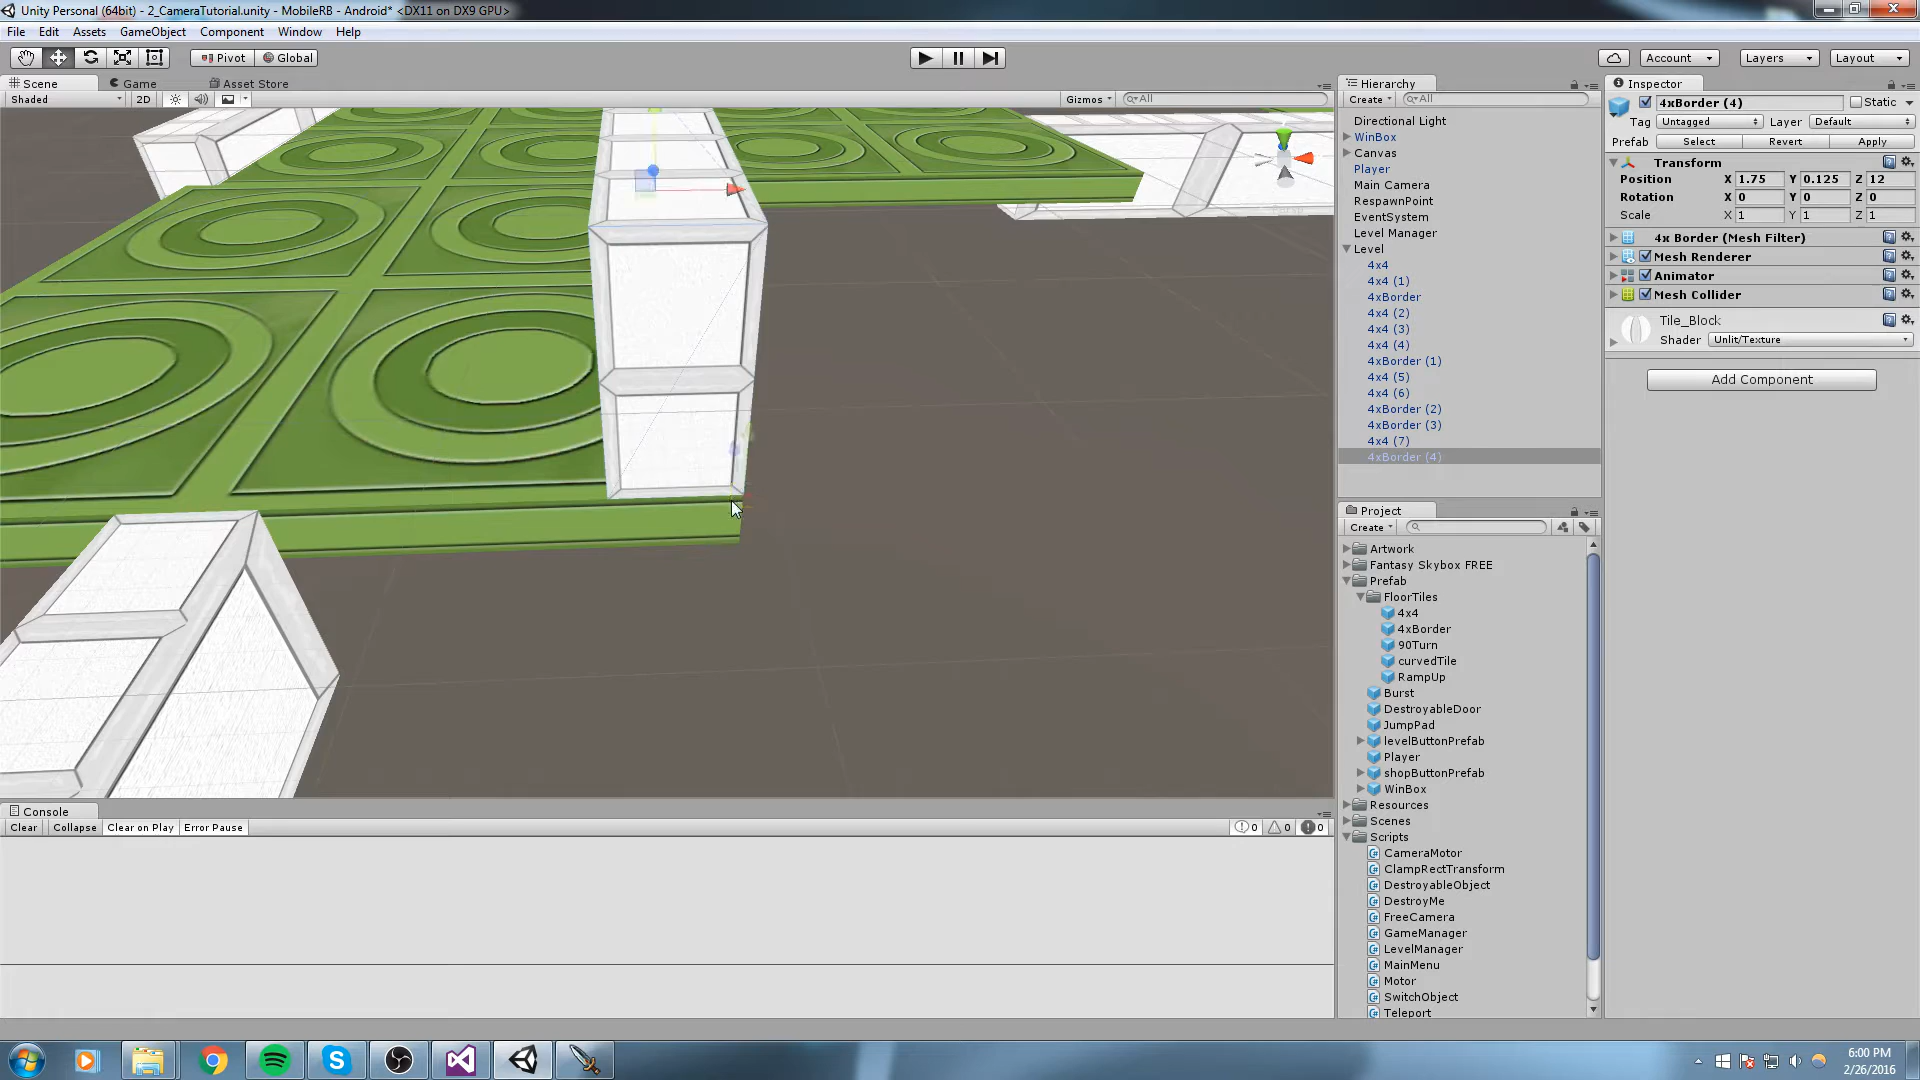 Unity Personal (64bit) - 2_CameraTutorial.unity - MobileRB - Android* <DX11 on DX9 GPU>
File Edit Assets GameObject Component Window Help
Pivot Global Account Layers Layout
Scene Game Asset Store
Shaded 2D Gizmos All
Hierarchy
Create All
Directional Light
WinBox
Canvas
Player
Main Camera
RespawnPoint
EventSystem
Level Manager
Level
4x4
4x4 (1)
4xBorder
4x4 (2)
4x4 (3)
4x4 (4)
4xBorder (1)
4x4 (5)
4x4 (6)
4xBorder (2)
4xBorder (3)
4x4 (7)
4xBorder (4)
Project
Create
Artwork
Fantasy Skybox FREE
Prefab
FloorTiles
4x4
4xBorder
90Turn
curvedTile
RampUp
Burst
DestroyableDoor
JumpPad
levelButtonPrefab
Player
shopButtonPrefab
WinBox
Resources
Scenes
Scripts
CameraMotor
ClampRectTransform
DestroyableObject
DestroyMe
FreeCamera
GameManager
LevelManager
MainMenu
Motor
SwitchObject
Teleport
Inspector
4xBorder (4) Static
Tag Untagged Layer Default
Prefab Select Revert Apply
Transform
Position X 1.75 Y 0.125 Z 12
Rotation X 0 Y 0 Z 0
Scale X 1 Y 1 Z 1
4x Border (Mesh Filter)
Mesh Renderer
Animator
Mesh Collider
Tile_Block
Shader Unlit/Texture
Add Component
Console
Clear Collapse Clear on Play Error Pause 0 0 0
6:00 PM
2/26/2016